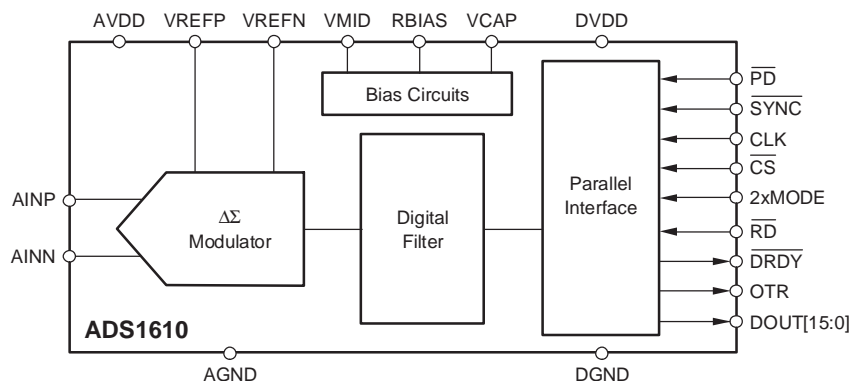 AVDD VREFP VREFN VMID RBIAS VCAP DVDD
Bias Circuits
PD
SYNC
CLK
CS
2xMODE
RD
DRDY
OTR
DOUT[15:0]
AINP
AINN
ΔΣ
Modulator
Digital
Filter
Parallel
Interface
ADS1610
AGND DGND